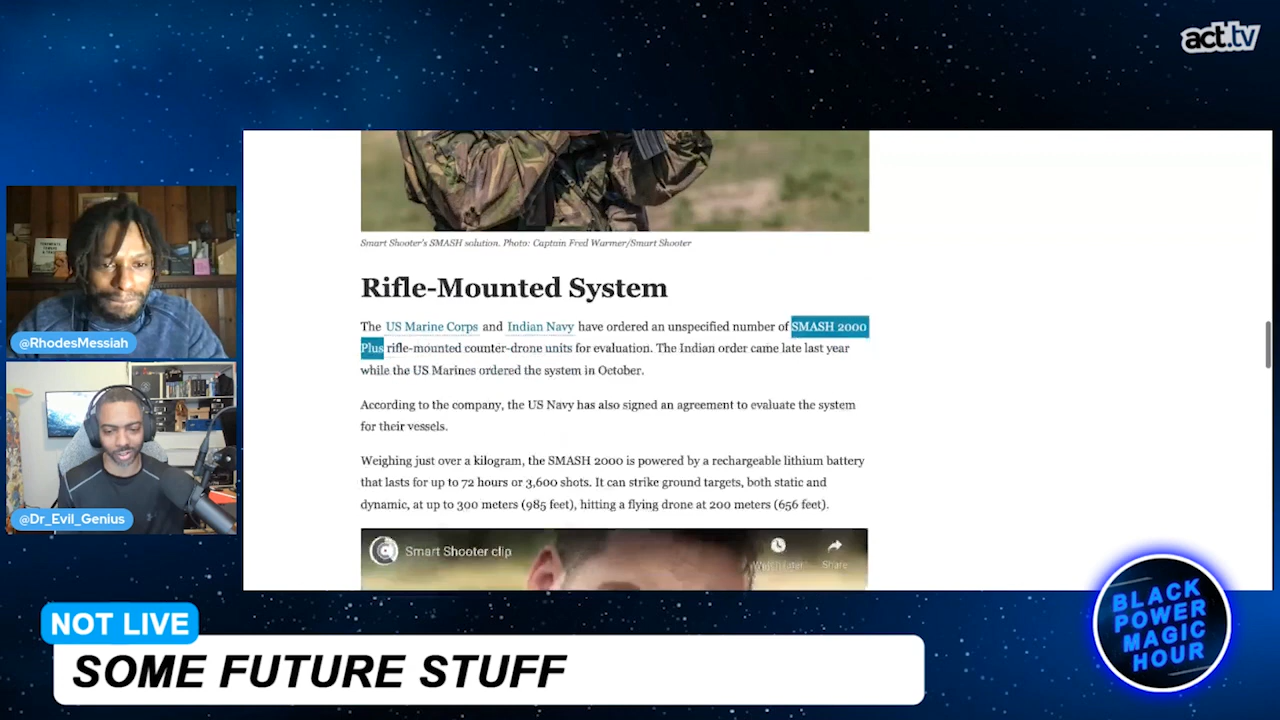 act.tv
Smart Shooter's SMASH solution. Photo: Captain Fred Warmer/Smart Shooter
Rifle-Mounted System
The US Marine Corps and Indian Navy have ordered an unspecified number of SMASH 2000
Plus rifle-mounted counter-drone units for evaluation. The Indian order came late last year
while the US Marines ordered the system in October.
According to the company, the US Navy has also signed an agreement to evaluate the system
for their vessels.
Weighing just over a kilogram, the SMASH 2000 is powered by a rechargeable lithium battery
that lasts for up to 72 hours or 3,600 shots. It can strike ground targets, both static and
dynamic, at up to 300 meters (985 feet), hitting a flying drone at 200 meters (656 feet).
Smart Shooter clip
Watch later
Share
@RhodesMessiah
@Dr_Evil_Genius
NOT LIVE
SOME FUTURE STUFF
BLACK
POWER
MAGIC
HOUR